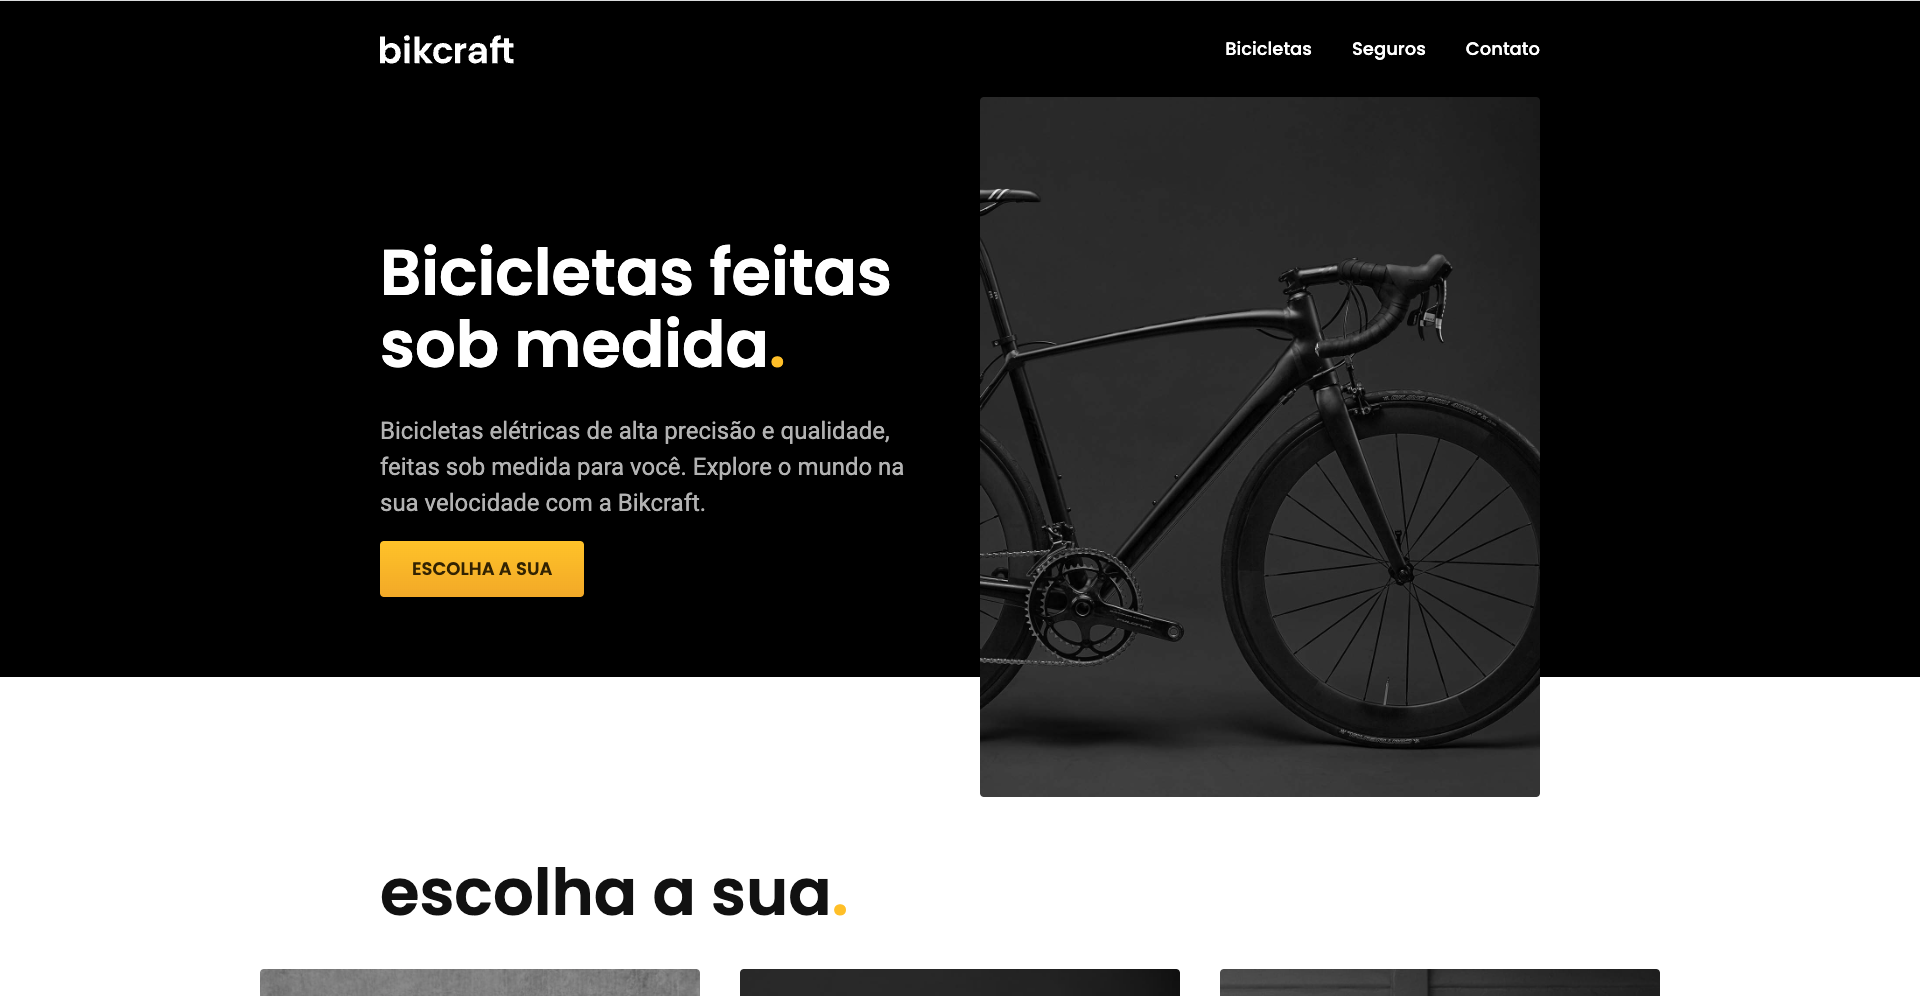 bikcraft
Bicicletas Seguros Contato
Bicicletas feitas
sob medida.
Bicicletas elétricas de alta precisão e qualidade,
feitas sob medida para você. Explore o mundo na
sua velocidade com a Bikcraft.
ESCOLHA A SUA
escolha a sua.